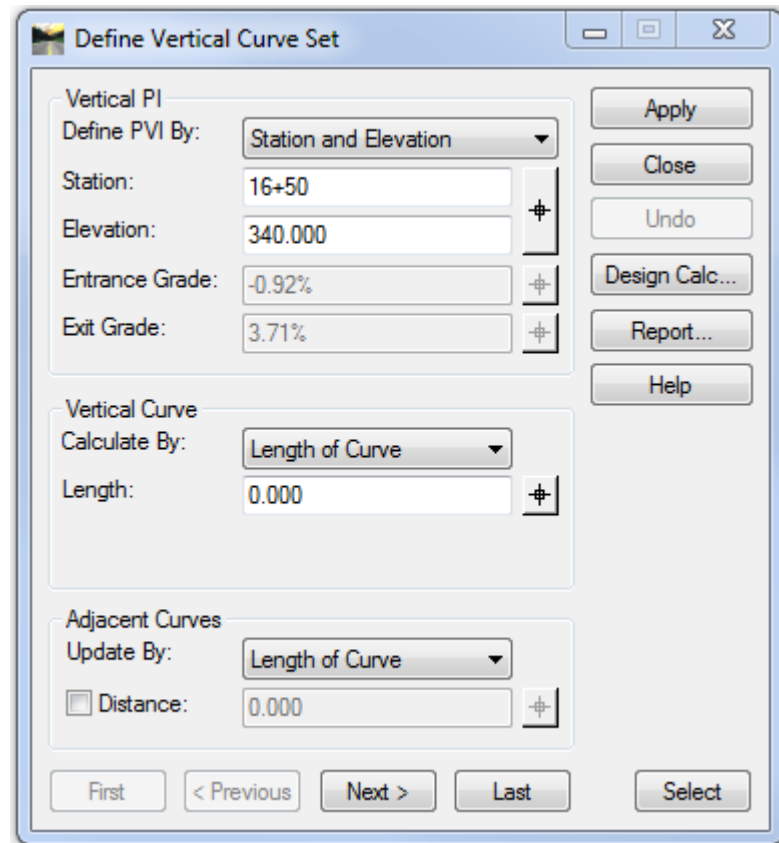 Define Vertical Curve Set
Vertical PI
Define PVI By: Station and Elevation
Station: 16+50
Elevation: 340.000
Entrance Grade: -0.92%
Exit Grade: 3.71%
Apply
Close
Undo
Design Calc...
Report...
Help
Vertical Curve
Calculate By: Length of Curve
Length: 0.000
Adjacent Curves
Update By: Length of Curve
Distance: 0.000
First < Previous Next > Last Select